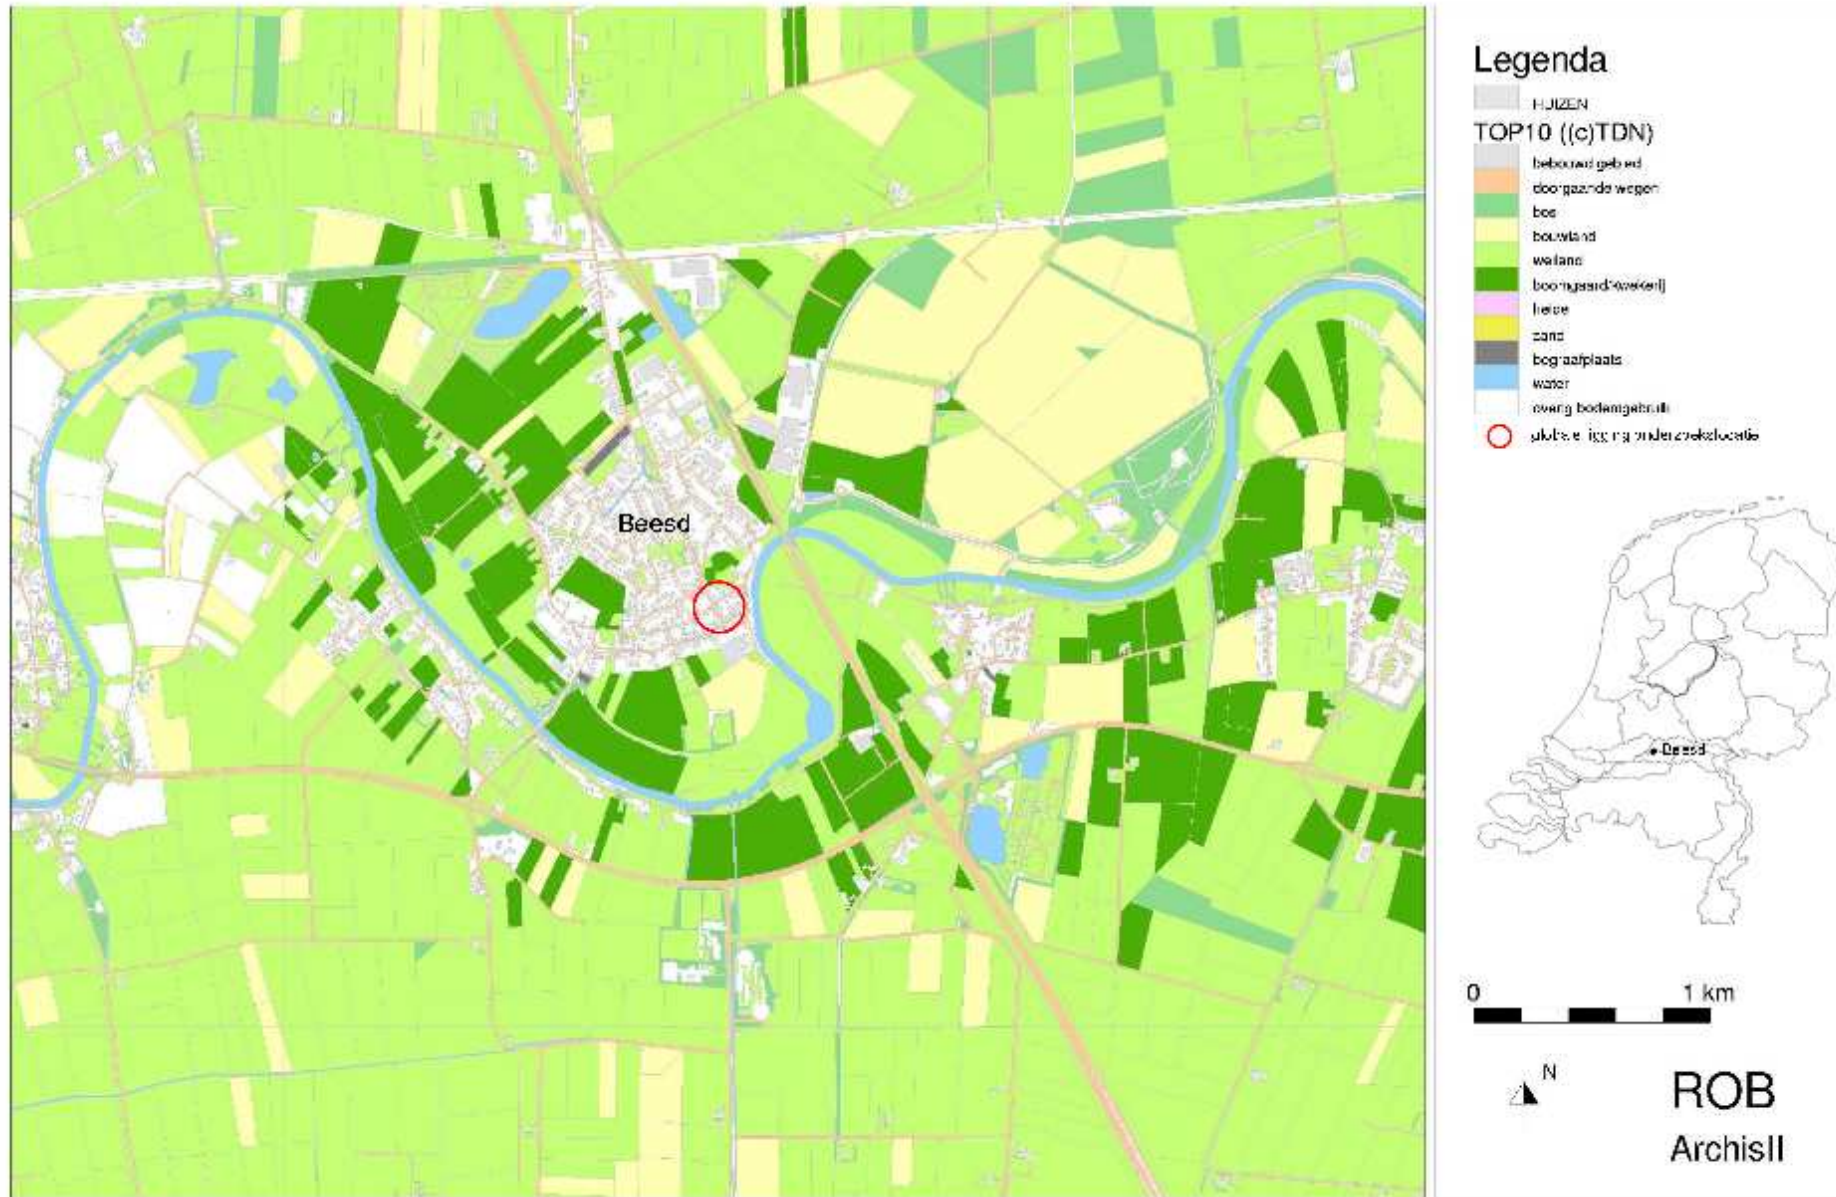 Beesd
Legenda
HUIZEN
TOP10 ((c)TDN)
bebouwd gebied
doorgaande wegen
bos
bouwland
weiland
boomgaard/kwekerij
heide
zand
begraafplaats
water
overig bodemgebruik
globale ligging onderzoekslocatie
Beesd
0 1 km
N
ROB
ArchisII